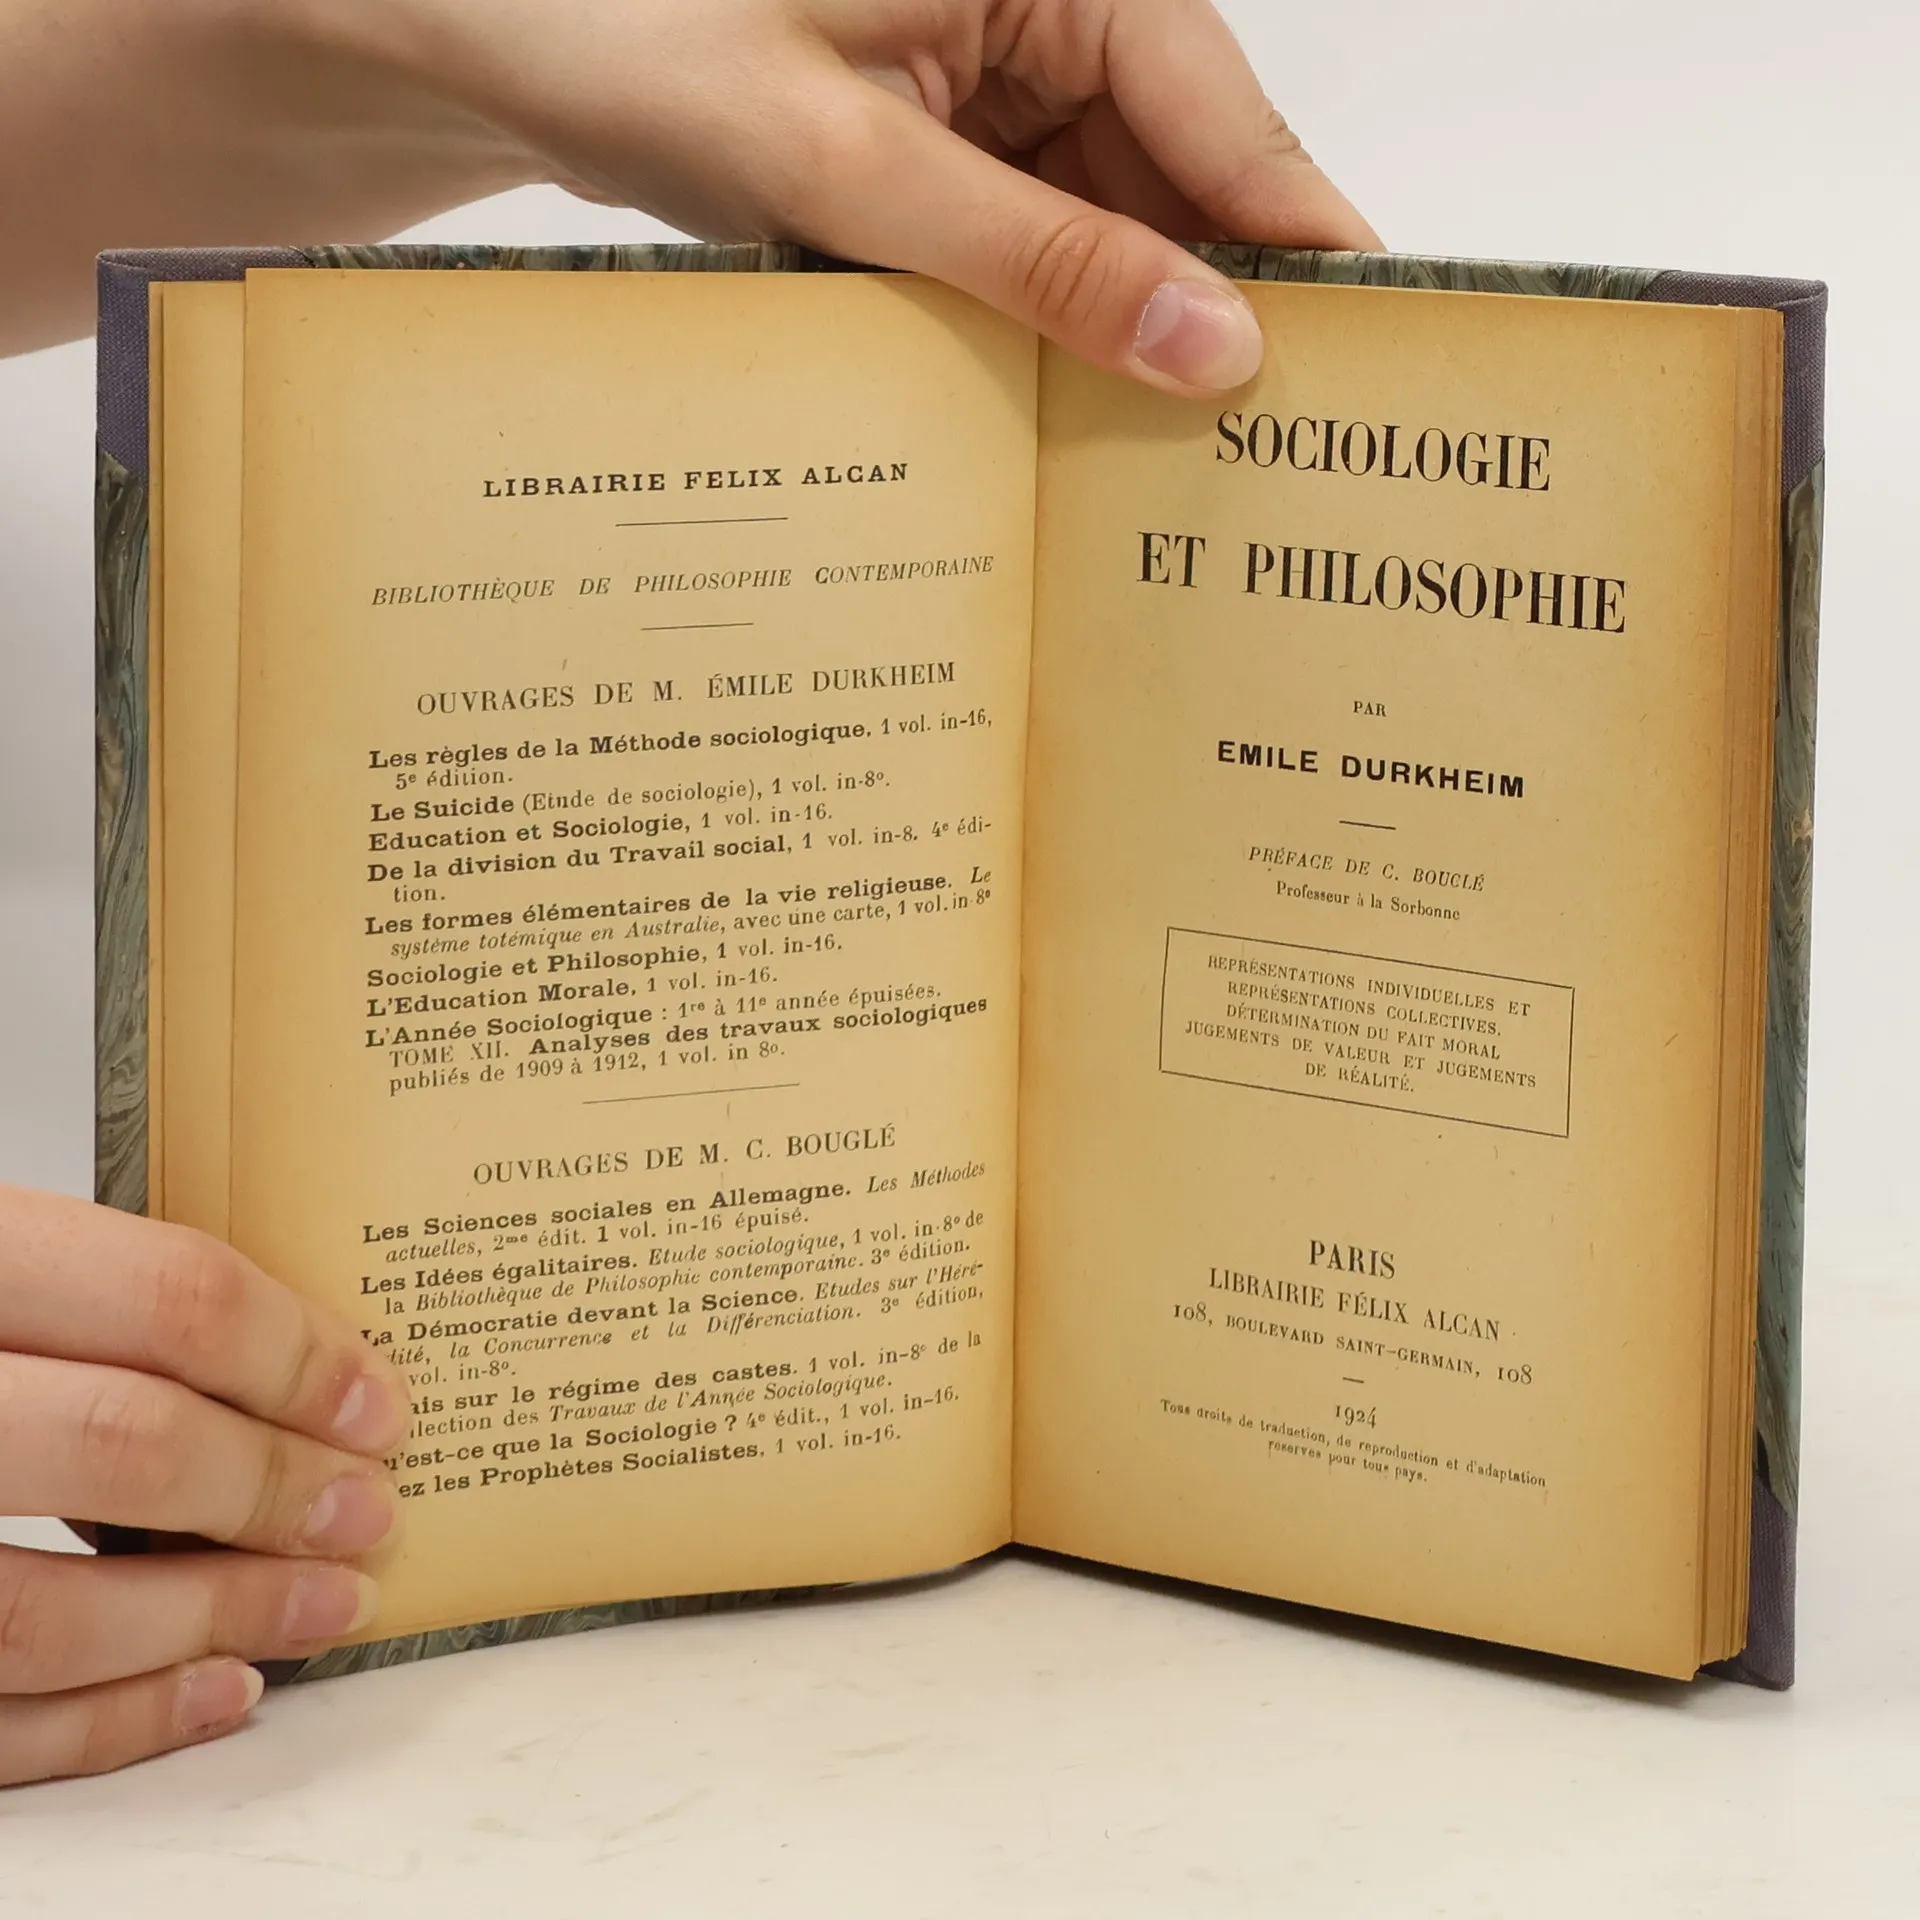 LIBRAIRIE FELIX ALCAN
BIBLIOTHÈQUE DE PHILOSOPHIE CONTEMPORAINE
OUVRAGES DE M. ÉMILE DURKHEIM
Les règles de la Méthode sociologique, 1 vol. in-16,
5e édition.
Le Suicide (Etude de sociologie), 1 vol. in-8o.
Education et Sociologie, 1 vol. in-16.
De la division du Travail social, 1 vol. in-8. 4e édi-
tion.
Les formes élémentaires de la vie religieuse. Le
système totémique en Australie, avec une carte, 1 vol. in-8o
Sociologie et Philosophie, 1 vol. in-16.
L'Education Morale, 1 vol. in-16.
L'Année Sociologique : 1re à 11e année épuisées.
TOME XII. Analyses des travaux sociologiques
publiés de 1909 à 1912, 1 vol. in 8o.
OUVRAGES DE M. C. BOUGLÉ
Les Sciences sociales en Allemagne. Les Méthodes
actuelles, 2me édit. 1 vol. in-16 épuisé.
Les Idées égalitaires. Etude sociologique, 1 vol. in-8o de
la Bibliothèque de Philosophie contemporaine. 3e édition.
La Démocratie devant la Science. Etudes sur l'Héré-
dité, la Concurrence et la Différenciation. 3e édition,
vol. in-8o.
ais sur le régime des castes. 1 vol. in-8o de la
llection des Travaux de l'Année Sociologique.
u'est-ce que la Sociologie ? 4e édit., 1 vol. in-16.
ez les Prophètes Socialistes, 1 vol. in-16.
SOCIOLOGIE
ET PHILOSOPHIE
PAR
EMILE DURKHEIM
PRÉFACE DE C. BOUGLÉ
Professeur à la Sorbonne
REPRÉSENTATIONS INDIVIDUELLES ET
REPRÉSENTATIONS COLLECTIVES.
DÉTERMINATION DU FAIT MORAL
JUGEMENTS DE VALEUR ET JUGEMENTS
DE RÉALITÉ.
PARIS
LIBRAIRIE FÉLIX ALCAN
108, BOULEVARD SAINT-GERMAIN, 108
1924
Tous droits de traduction, de reproduction et d'adaptation
reserves pour tous pays.